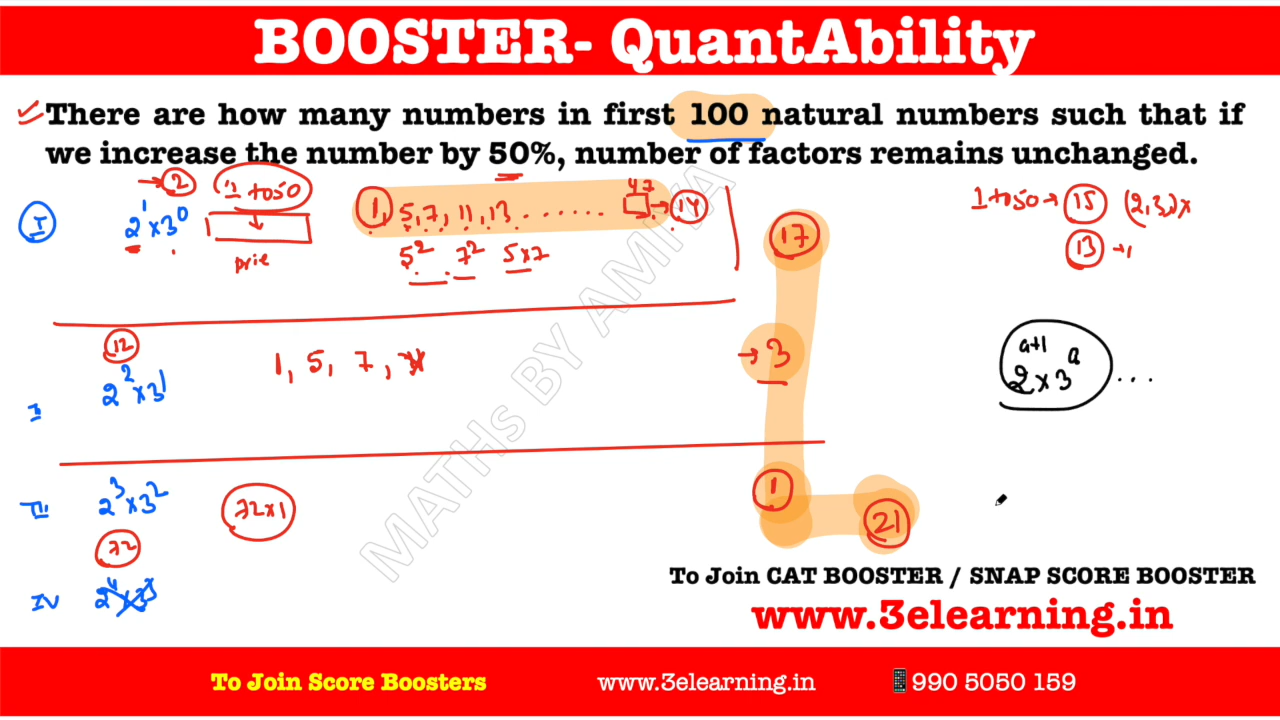 BOOSTER- QuantAbility
There are how many numbers in first 100 natural numbers such that if
we increase the number by 50%, number of factors remains unchanged.
I
2
2¹×3⁰
1 to 50
1, 5, 7, 11, 13 ....... 47
14
5² 7² 5×7
17
1 to 50 → 15 (2,3,)x
13 → 1
12
2²×3¹
1, 5, 7,
II
→ 3
2ᵃ⁺¹×3ᵃ ...
III
2³×3²
72×1
1
21
72
IV
MATHs BY AMIYA
To Join CAT BOOSTER / SNAP SCORE BOOSTER
www.3elearning.in
To Join Score Boosters www.3elearning.in 990 5050 159